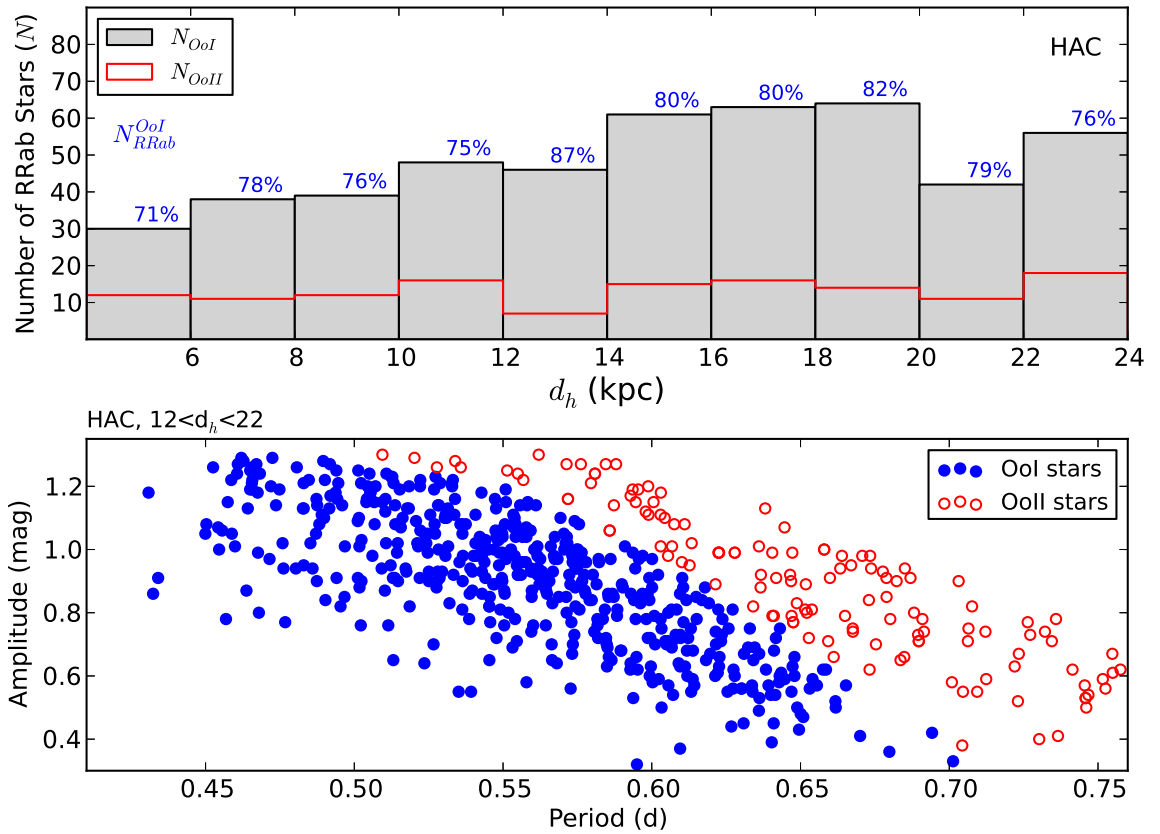 Number of RRab Stars (N)
80
70
60
50
40
30
20
10
N_OoI
N_OoII
HAC
N^OoI_RRab
71%
78%
76%
75%
87%
80%
80%
82%
79%
76%
6 8 10 12 14 16 18 20 22 24
d_h (kpc)
HAC, 12<d_h<22
Amplitude (mag)
1.2
1.0
0.8
0.6
0.4
OoI stars
OoII stars
0.45 0.50 0.55 0.60 0.65 0.70 0.75
Period (d)